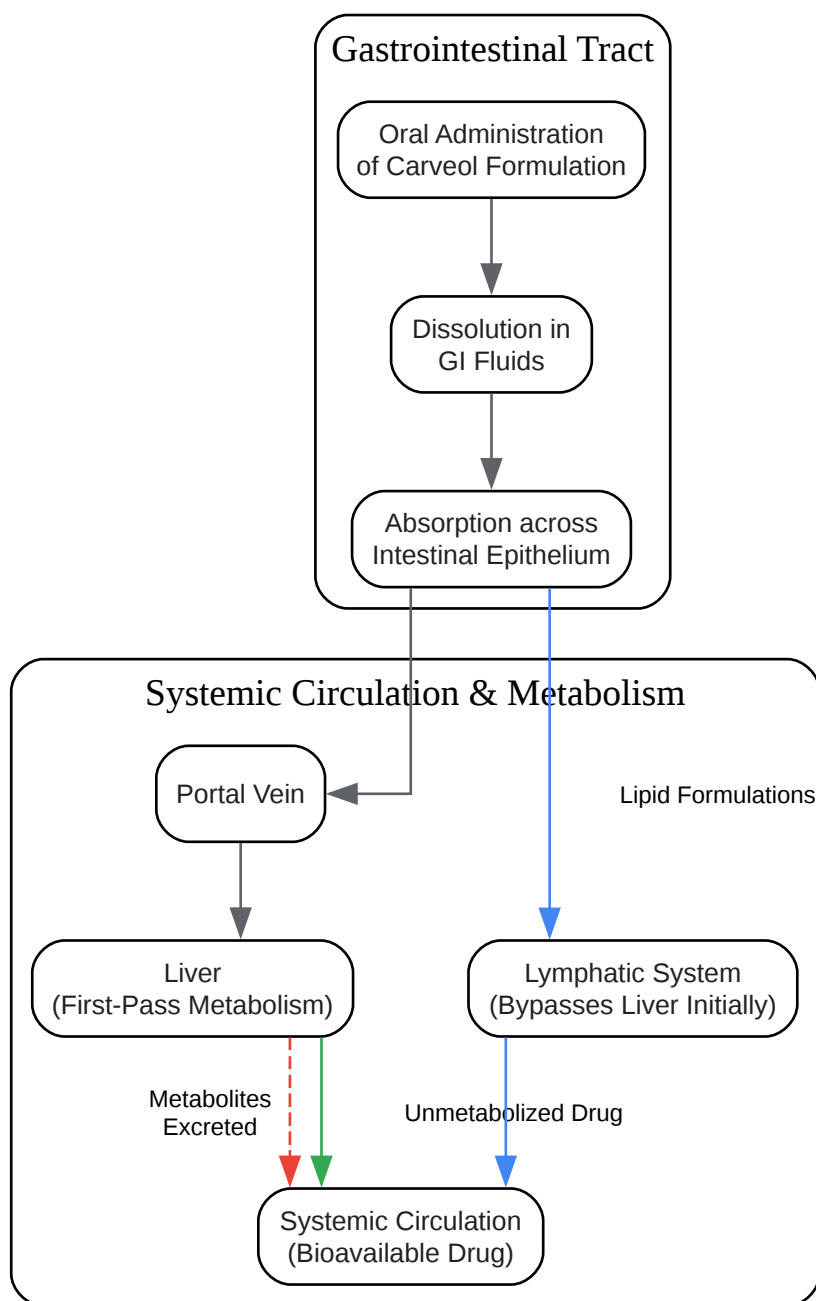 Gastrointestinal Tract
Oral Administration
of Carveol Formulation
Dissolution in
GI Fluids
Absorption across
Intestinal Epithelium
Systemic Circulation & Metabolism
Portal Vein
Lipid Formulations
Liver
(First-Pass Metabolism)
Lymphatic System
(Bypasses Liver Initially)
Metabolites
Excreted
Unmetabolized Drug
Systemic Circulation
(Bioavailable Drug)